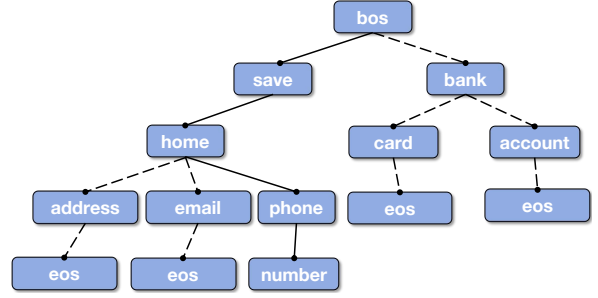 bos
save bank
home card account
address email phone eos eos
eos eos number